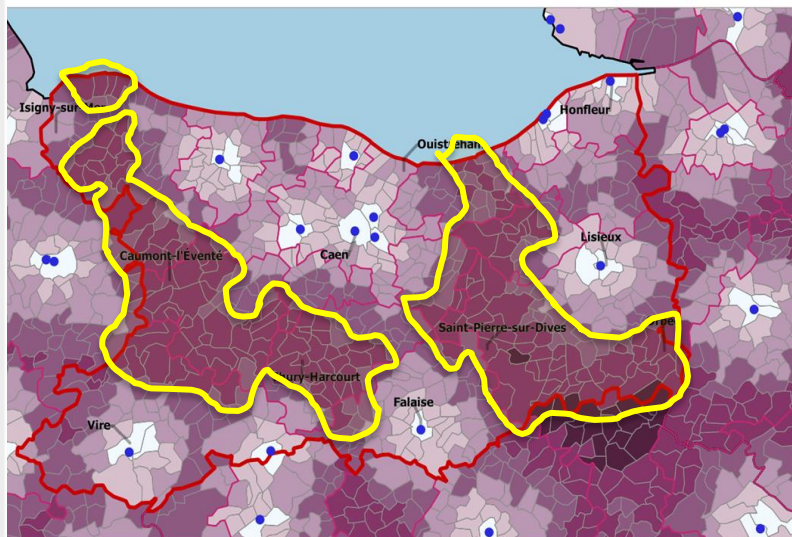 Isigny-sur-Mer
Honfleur
Ouistreham
Lisieux
Caen
Caumont-l'Éventé
Saint-Pierre-sur-Dives
Thury-Harcourt
Falaise
Vire